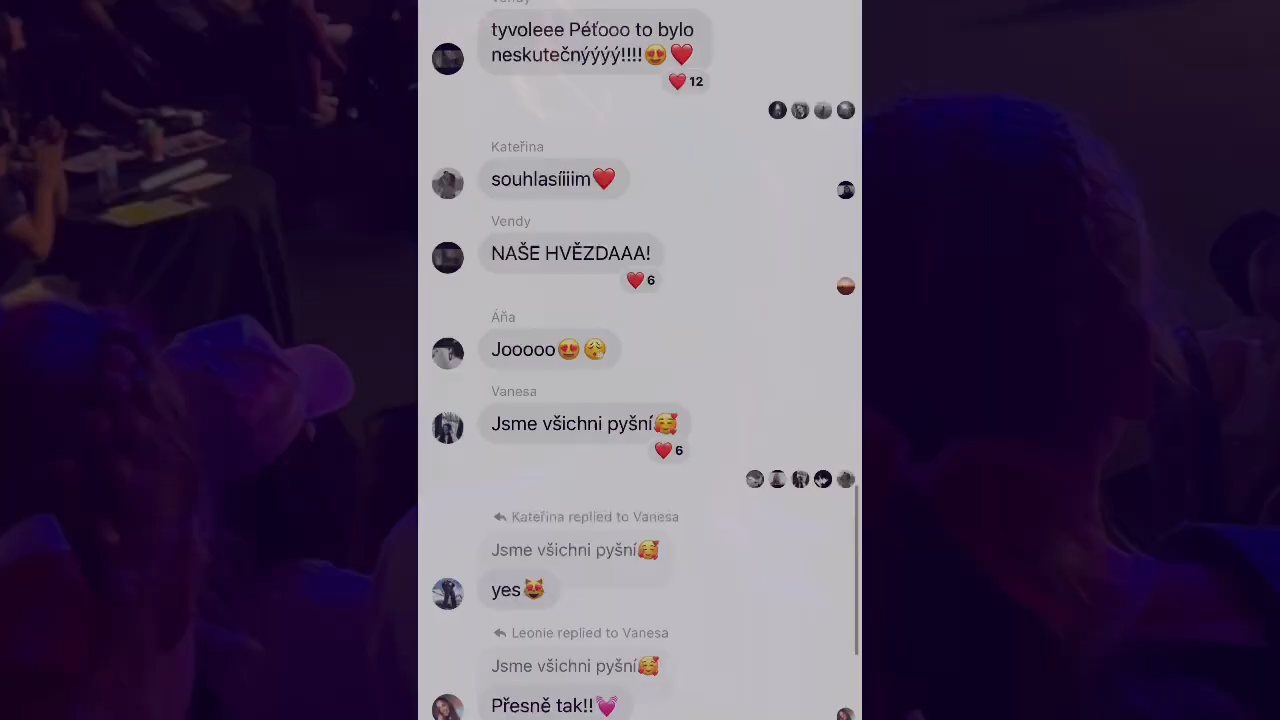 Vendy
tyvoleee Péťooo to bylo
neskutečnýýýý!!!!😍❤️
❤️ 12
Kateřina
souhlasíiiim❤️
Vendy
NAŠE HVĚZDAAA!
❤️ 6
Áňa
Jooooo😍😮‍💨
Vanesa
Jsme všichni pyšní🥰
❤️ 6
Kateřina replied to Vanesa
Jsme všichni pyšní🥰
yes😻
Leonie replied to Vanesa
Jsme všichni pyšní🥰
Přesně tak!!💓